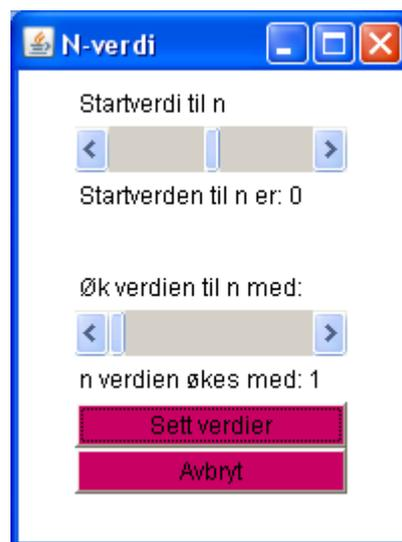 N-verdi
Startverdi til n
Startverden til n er: 0
Øk verdien til n med:
n verdien økes med: 1
Sett verdier
Avbryt